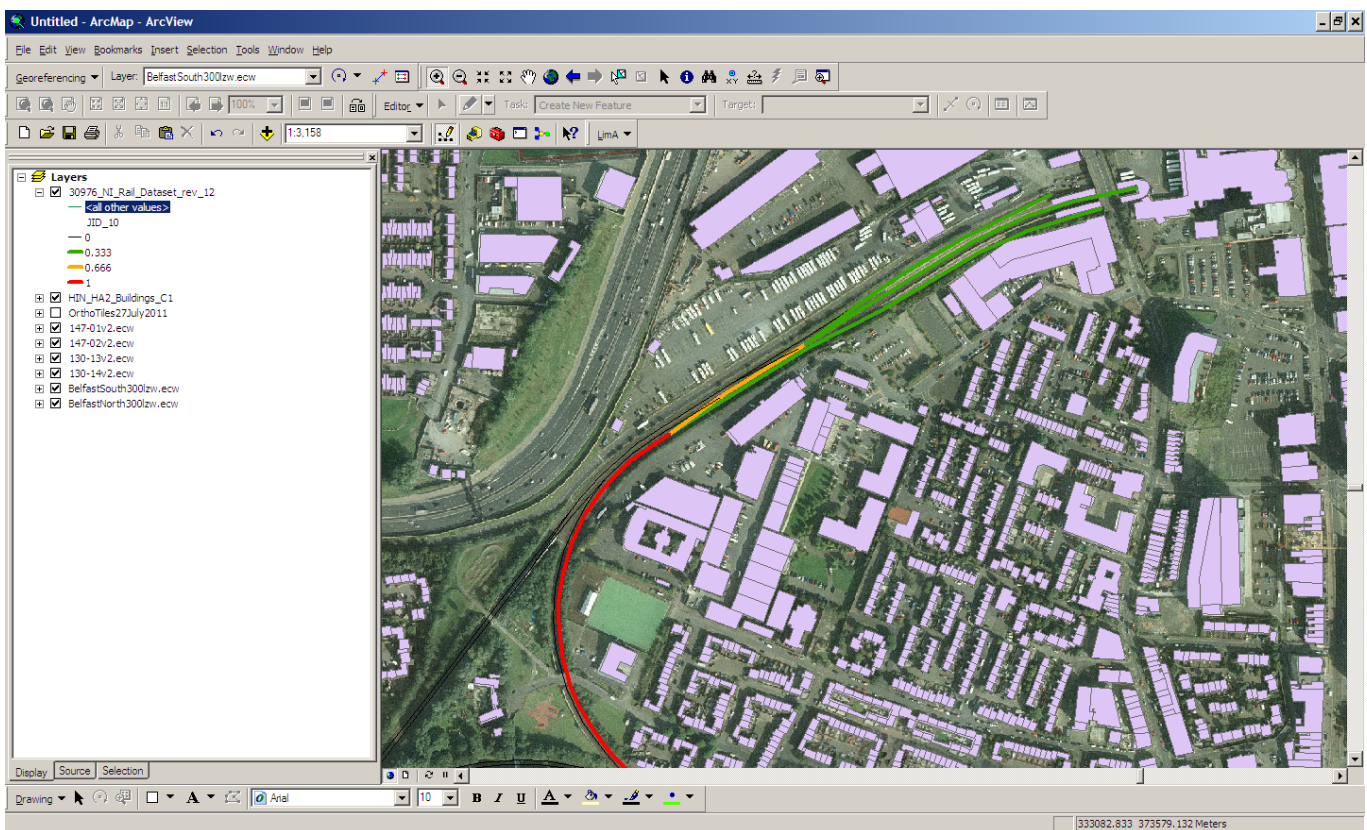 Untitled - ArcMap - ArcView
File Edit View Bookmarks Insert Selection Tools Window Help
Georeferencing Layer: BelfastSouth300lzw.ecw
100% Editor Task: Create New Feature Target:
1:3,158 LimA
Layers
30976_NI_Rail_Dataset_rev_12
<all other values>
JID_10
0
0.333
0.666
1
HIN_HA2_Buildings_C1
OrthoTiles27July2011
147-01v2.ecw
147-02v2.ecw
130-13v2.ecw
130-14v2.ecw
BelfastSouth300lzw.ecw
BelfastNorth300lzw.ecw
Display Source Selection
Drawing A Arial 10 B I U A
333082.833 373579.132 Meters